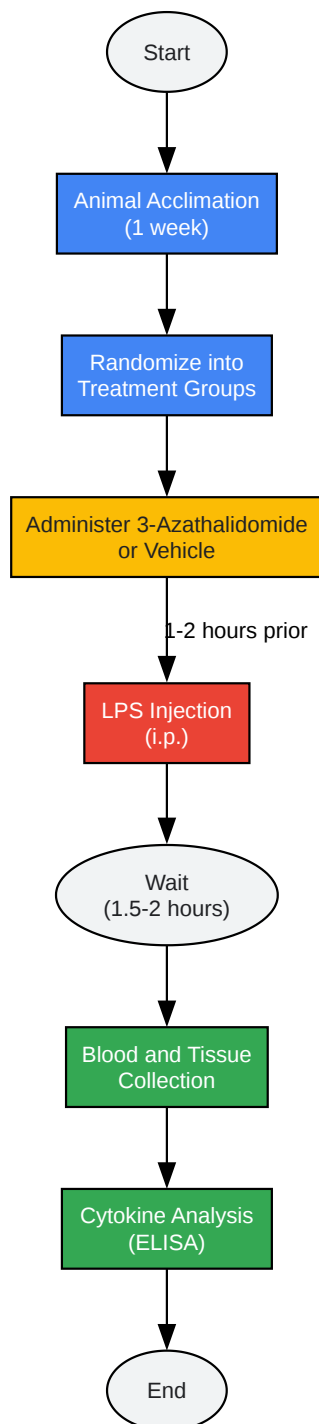 Start
Animal Acclimation
(1 week)
Randomize into
Treatment Groups
Administer 3-Azathalidomide
or Vehicle
1-2 hours prior
LPS Injection
(i.p.)
Wait
(1.5-2 hours)
Blood and Tissue
Collection
Cytokine Analysis
(ELISA)
End